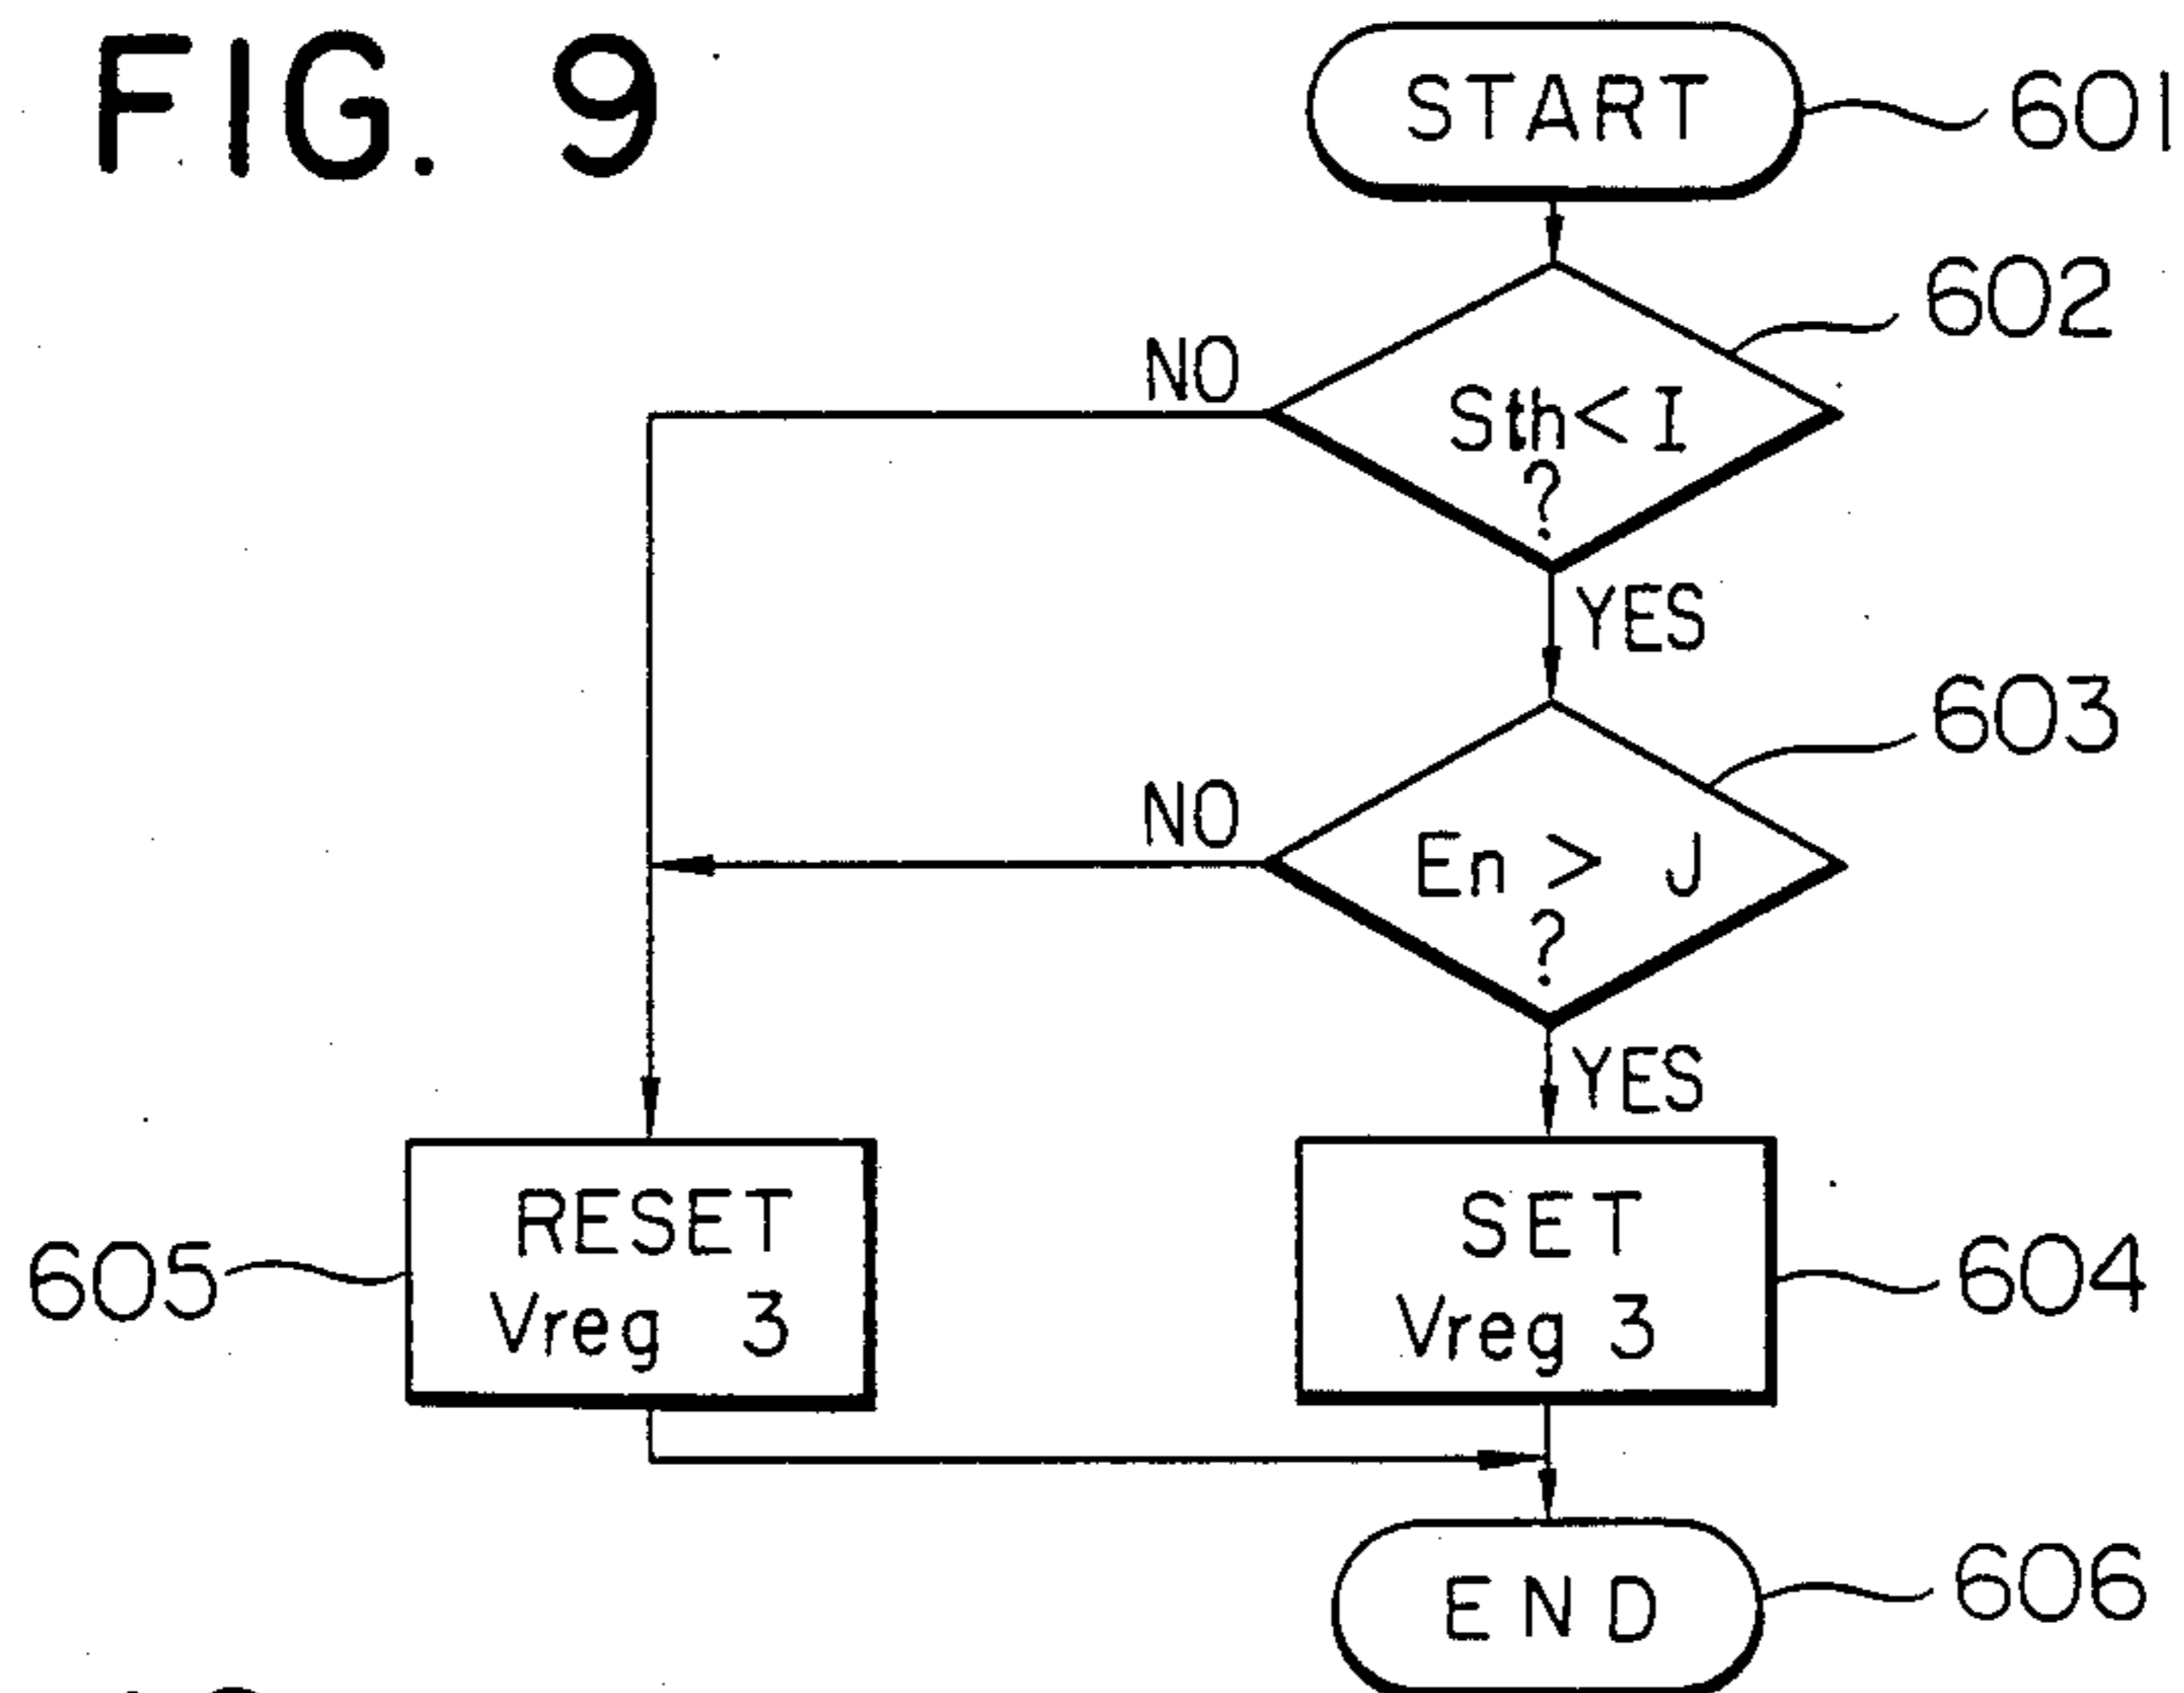 FIG. 9
START
601
602
NO
Sth<I
?
YES
603
NO
En > J
?
YES
RESET
Vreg 3
605
SET
Vreg 3
604
END
606